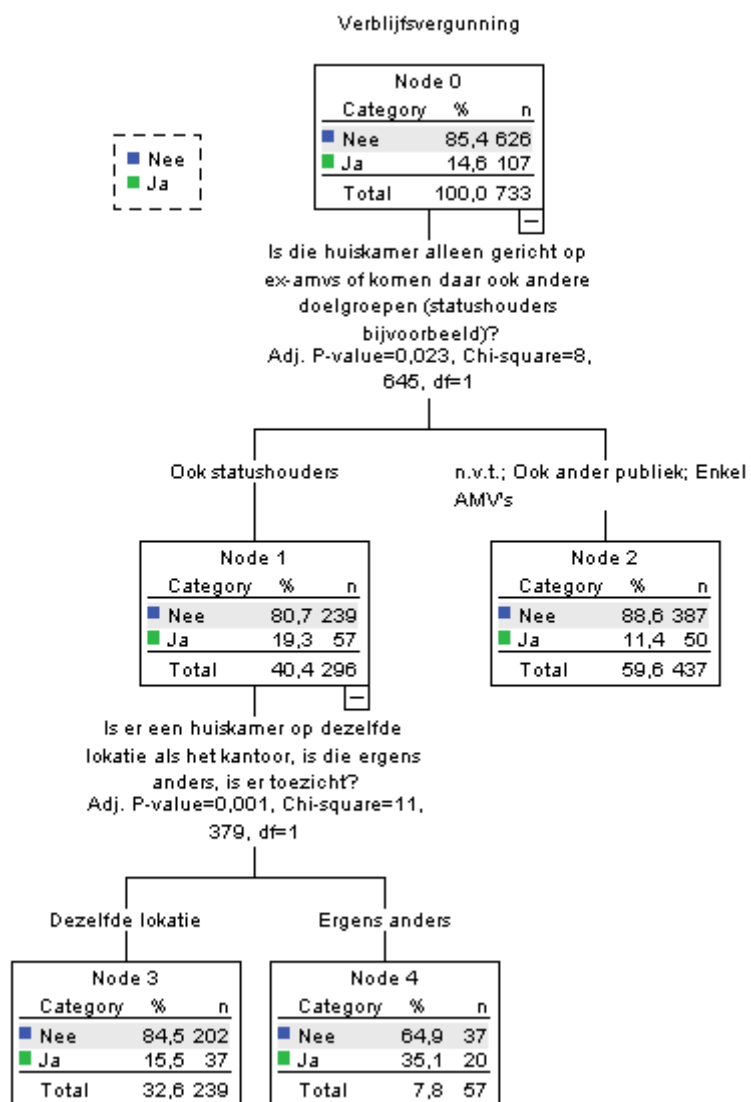 Verblijfsvergunning
Node 0
Category % n
Nee 85,4 626
Ja 14,6 107
Total 100,0 733
Nee
Ja
Is die huiskamer alleen gericht op
ex-amvs of komen daar ook andere
doelgroepen (statushouders
bijvoorbeeld)?
Adj. P-value=0,023, Chi-square=8,
645, df=1
Ook statushouders
n.v.t.; Ook ander publiek; Enkel
AMV's
Node 1
Category % n
Nee 80,7 239
Ja 19,3 57
Total 40,4 296
Node 2
Category % n
Nee 88,6 387
Ja 11,4 50
Total 59,6 437
Is er een huiskamer op dezelfde
lokatie als het kantoor, is die ergens
anders, is er toezicht?
Adj. P-value=0,001, Chi-square=11,
379, df=1
Dezelfde lokatie
Ergens anders
Node 3
Category % n
Nee 84,5 202
Ja 15,5 37
Total 32,6 239
Node 4
Category % n
Nee 64,9 37
Ja 35,1 20
Total 7,8 57